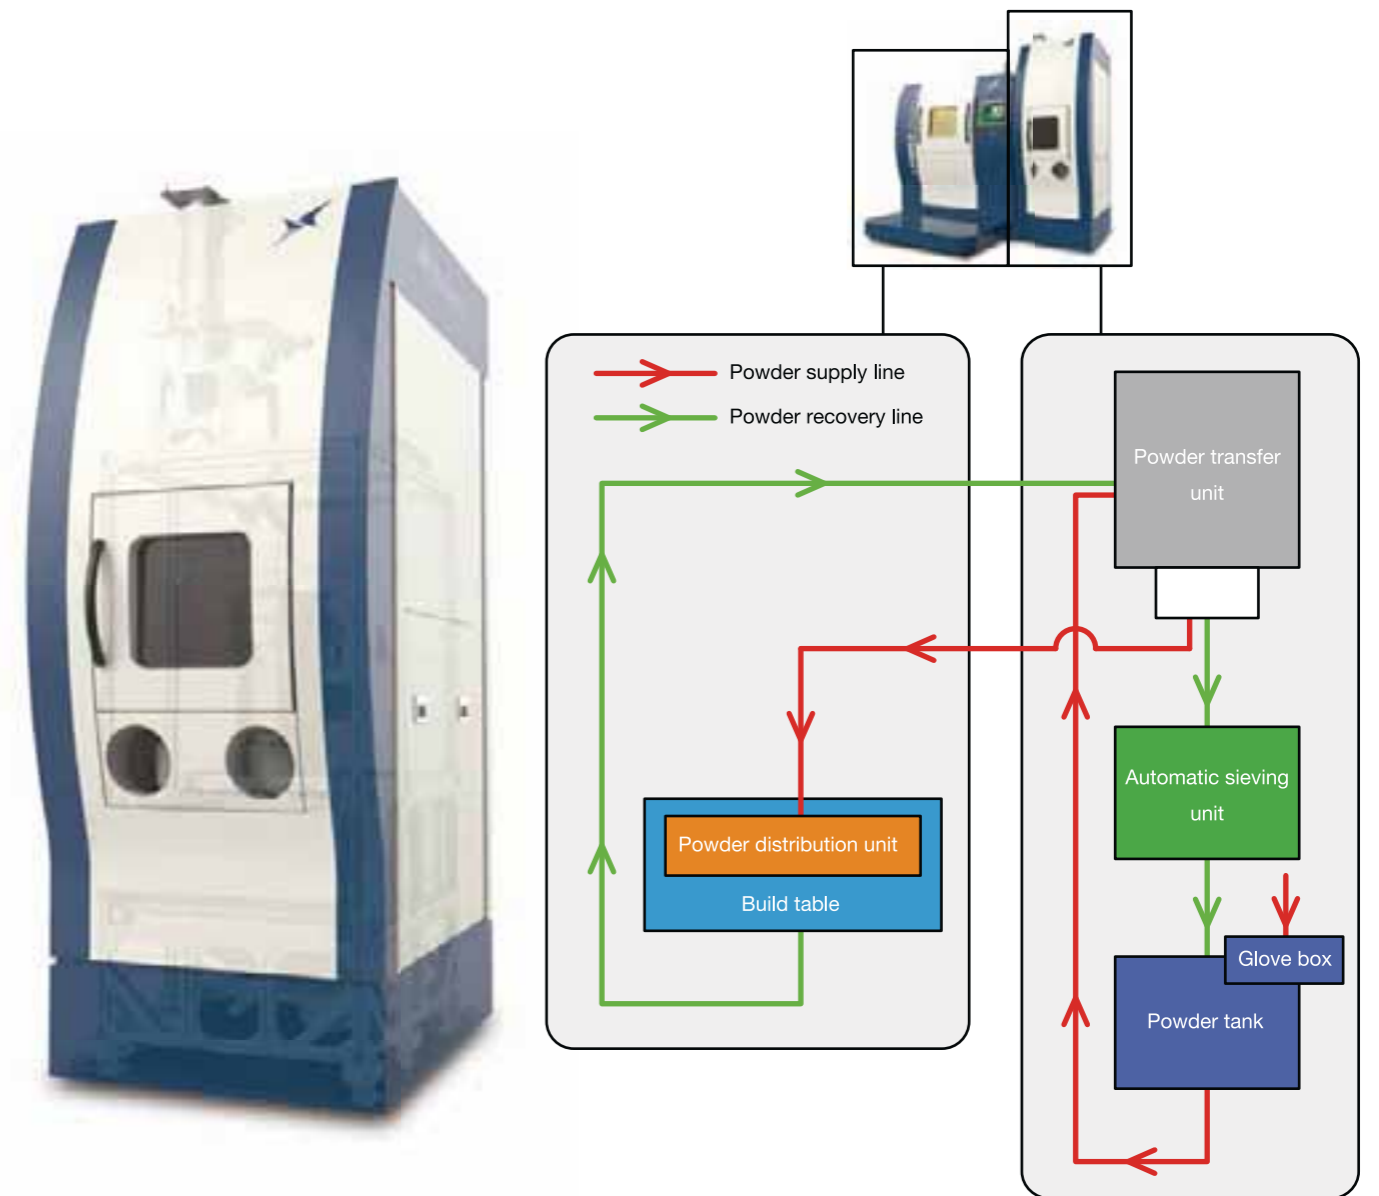 Powder supply line
Powder recovery line
Powder transfer
unit
Automatic sieving
unit
Powder distribution unit
Build table
Glove box
Powder tank